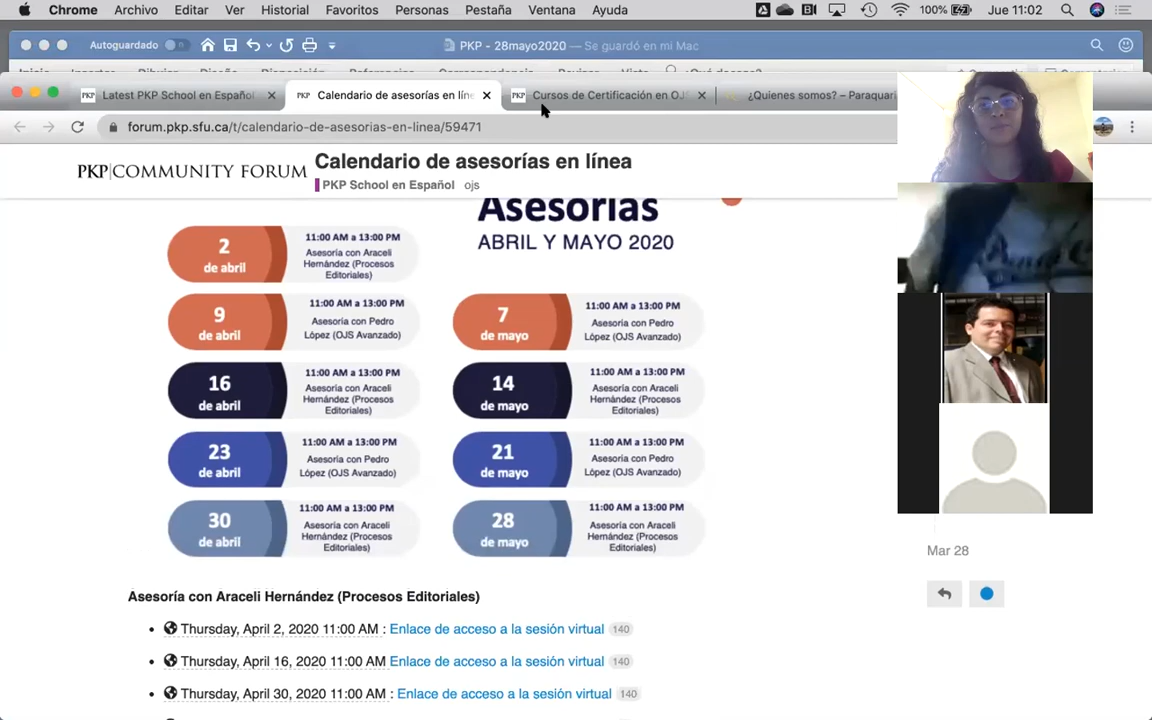 Chrome Archivo Editar Ver Historial Favoritos Personas Pestaña Ventana Ayuda 100% Jue 11:02
Autoguardado PKP - 28mayo2020 — Se guardó en mi Mac
Latest PKP School en Español Calendario de asesorías en líne Cursos de Certificación en OJS ¿Quienes somos? – Paraquari
forum.pkp.sfu.ca/t/calendario-de-asesorias-en-linea/59471
PKP|COMMUNITY FORUM
Calendario de asesorías en línea
PKP School en Español ojs
Asesorías
ABRIL Y MAYO 2020
2
de abril
11:00 AM a 13:00 PM
Asesoría con Araceli
Hernández (Procesos
Editoriales)
9
de abril
11:00 AM a 13:00 PM
Asesoría con Pedro
López (OJS Avanzado)
7
de mayo
11:00 AM a 13:00 PM
Asesoría con Pedro
López (OJS Avanzado)
16
de abril
11:00 AM a 13:00 PM
Asesoría con Araceli
Hernández (Procesos
Editoriales)
14
de mayo
11:00 AM a 13:00 PM
Asesoría con Araceli
Hernández (Procesos
Editoriales)
23
de abril
11:00 AM a 13:00 PM
Asesoría con Pedro
López (OJS Avanzado)
21
de mayo
11:00 AM a 13:00 PM
Asesoría con Pedro
López (OJS Avanzado)
30
de abril
11:00 AM a 13:00 PM
Asesoría con Araceli
Hernández (Procesos
Editoriales)
28
de mayo
11:00 AM a 13:00 PM
Asesoría con Araceli
Hernández (Procesos
Editoriales)
Mar 28
Asesoría con Araceli Hernández (Procesos Editoriales)
• Thursday, April 2, 2020 11:00 AM : Enlace de acceso a la sesión virtual 140
• Thursday, April 16, 2020 11:00 AM Enlace de acceso a la sesión virtual 140
• Thursday, April 30, 2020 11:00 AM : Enlace de acceso a la sesión virtual 140